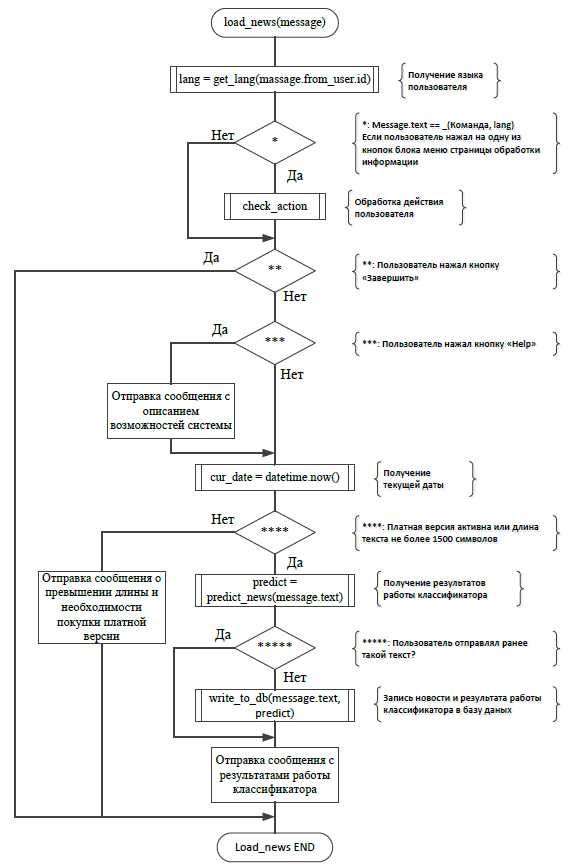 load_news(message)
lang = get_lang(massage.from_user.id)
Получение языка
пользователя
*
*: Message.text == _(Команда, lang)
Если пользователь нажал на одну из
кнопок блока меню страницы обработки
информации
Нет
Да
check_action
Обработка действия
пользователя
Да
**
**: Пользователь нажал кнопку
«Завершить»
Нет
Да
***
***: Пользователь нажал кнопку «Help»
Нет
Отправка сообщения с
описанием
возможностей системы
cur_date = datetime.now()
Получение
текущей даты
Нет
****
****: Платная версия активна или длина
текста не более 1500 символов
Да
Отправка сообщения о
превышении длины и
необходимости
покупки платной
версии
predict =
predict_news(message.text)
Получение результатов
работы классификатора
Да
*****
*****: Пользователь отправлял ранее
такой текст?
Нет
write_to_db(message.text,
predict)
Запись новости и результата работы
классификатора в базу даных
Отправка сообщения с
результатами работы
классификатора
Load_news END